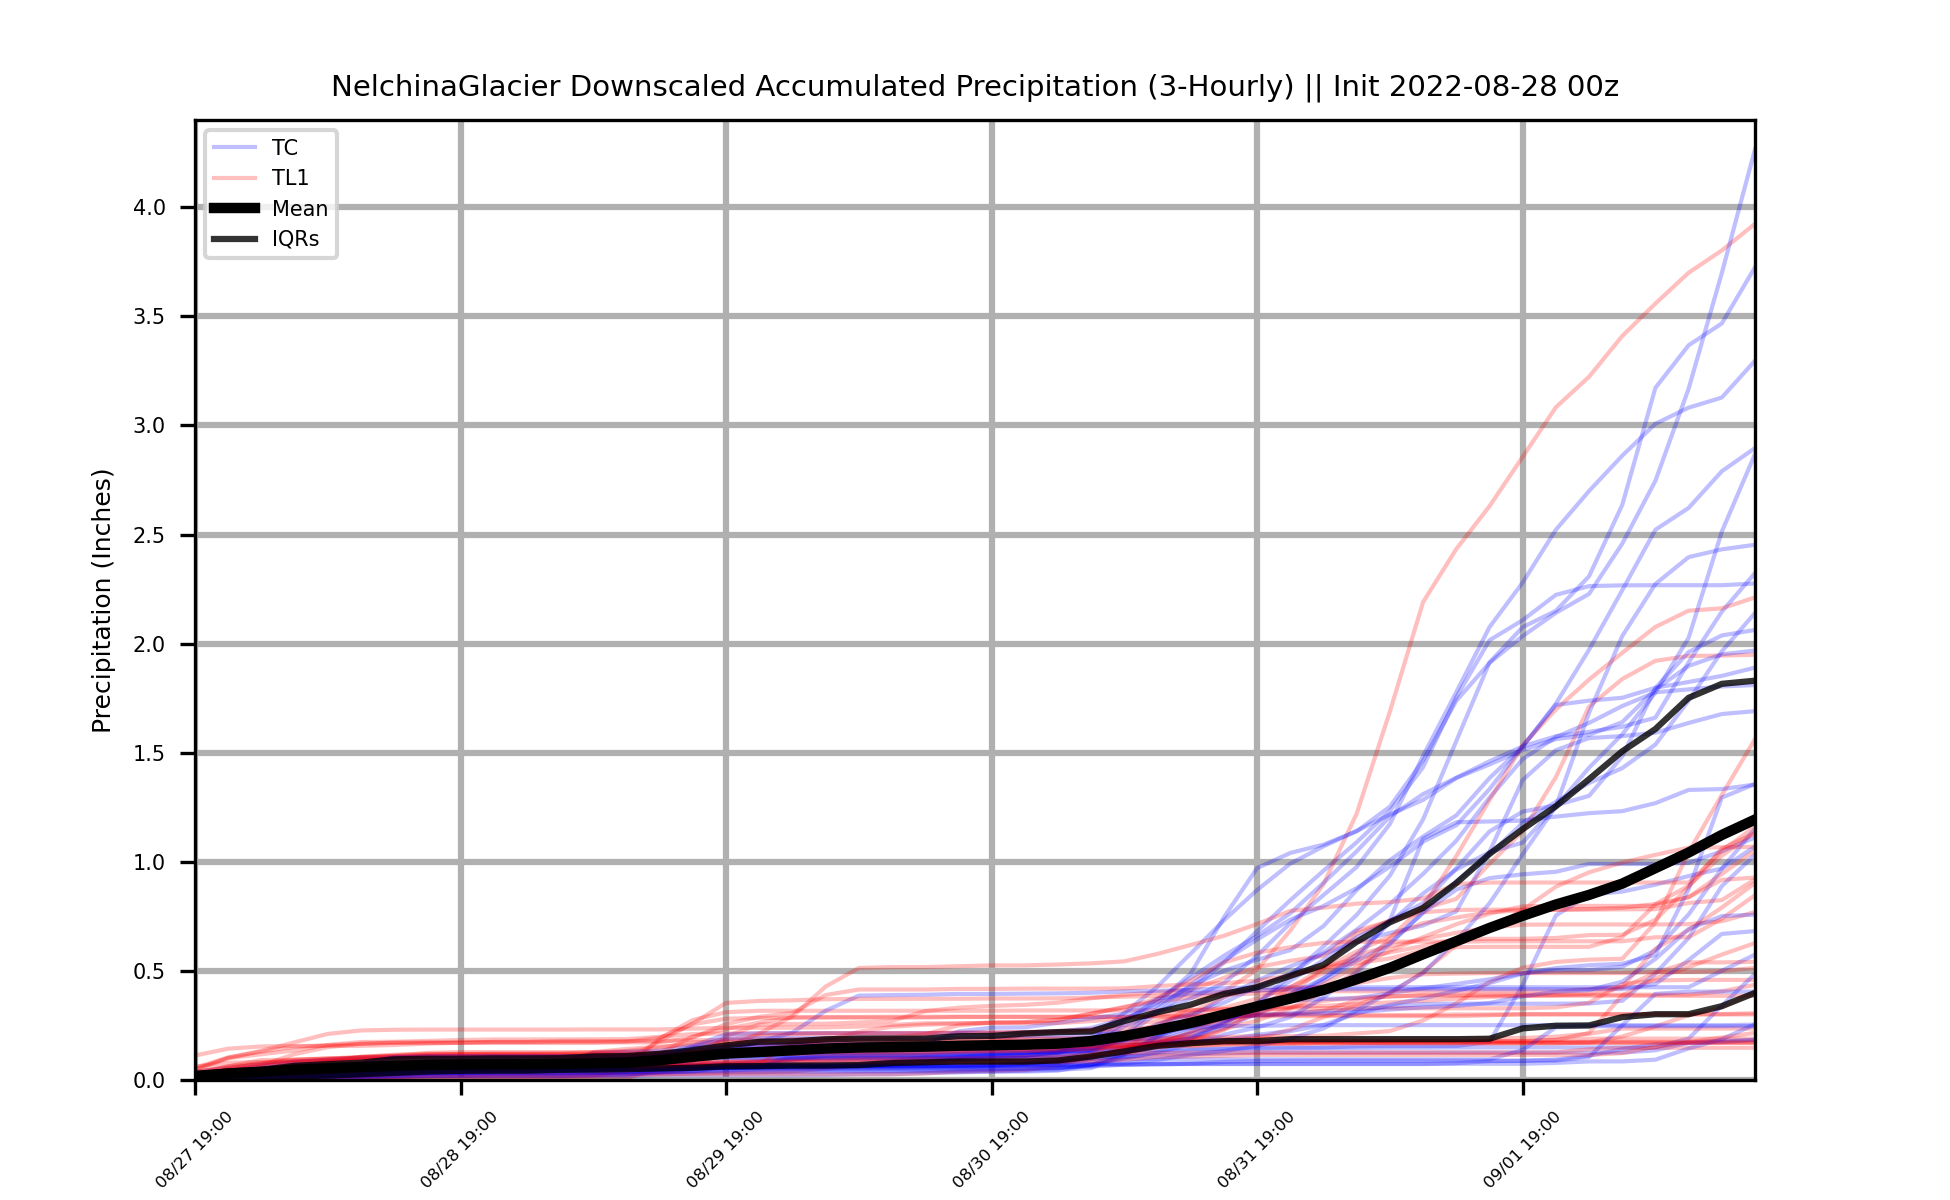 NelchinaGlacier Downscaled Accumulated Precipitation (3-Hourly) || Init 2022-08-28 00z
TC
TL1
Mean
IQRs
Precipitation (Inches)
4.0
3.5
3.0
2.5
2.0
1.5
1.0
0.5
0.0
08/27 19:00
08/28 19:00
08/29 19:00
08/30 19:00
08/31 19:00
09/01 19:00